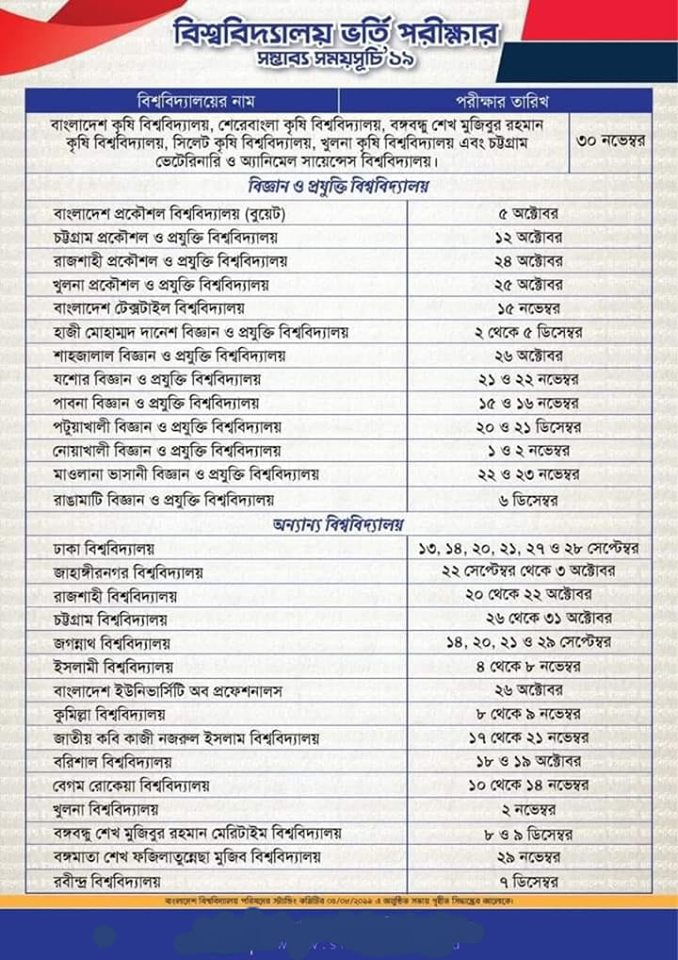 বিশ্ববিদ্যালয় ভর্তি পরীক্ষার
সম্ভাব্য সময়সূচি'১৯
বিশ্ববিদ্যালয়ের নাম পরীক্ষার তারিখ
বাংলাদেশ কৃষি বিশ্ববিদ্যালয়, শেরেবাংলা কৃষি বিশ্ববিদ্যালয়, বঙ্গবন্ধু শেখ মুজিবুর রহমান
কৃষি বিশ্ববিদ্যালয়, সিলেট কৃষি বিশ্ববিদ্যালয়, খুলনা কৃষি বিশ্ববিদ্যালয় এবং চট্টগ্রাম
ভেটেরিনারি ও অ্যানিমেল সায়েন্সেস বিশ্ববিদ্যালয়।
৩০ নভেম্বর
বিজ্ঞান ও প্রযুক্তি বিশ্ববিদ্যালয়
বাংলাদেশ প্রকৌশল বিশ্ববিদ্যালয় (বুয়েট) ৫ অক্টোবর
চট্টগ্রাম প্রকৌশল ও প্রযুক্তি বিশ্ববিদ্যালয় ১২ অক্টোবর
রাজশাহী প্রকৌশল ও প্রযুক্তি বিশ্ববিদ্যালয় ২৪ অক্টোবর
খুলনা প্রকৌশল ও প্রযুক্তি বিশ্ববিদ্যালয় ২৫ অক্টোবর
বাংলাদেশ টেক্সটাইল বিশ্ববিদ্যালয় ১৫ নভেম্বর
হাজী মোহাম্মদ দানেশ বিজ্ঞান ও প্রযুক্তি বিশ্ববিদ্যালয় ২ থেকে ৫ ডিসেম্বর
শাহজালাল বিজ্ঞান ও প্রযুক্তি বিশ্ববিদ্যালয় ২৬ অক্টোবর
যশোর বিজ্ঞান ও প্রযুক্তি বিশ্ববিদ্যালয় ২১ ও ২২ নভেম্বর
পাবনা বিজ্ঞান ও প্রযুক্তি বিশ্ববিদ্যালয় ১৫ ও ১৬ নভেম্বর
পটুয়াখালী বিজ্ঞান ও প্রযুক্তি বিশ্ববিদ্যালয় ২০ ও ২১ ডিসেম্বর
নোয়াখালী বিজ্ঞান ও প্রযুক্তি বিশ্ববিদ্যালয় ১ ও ২ নভেম্বর
মাওলানা ভাসানী বিজ্ঞান ও প্রযুক্তি বিশ্ববিদ্যালয় ২২ ও ২৩ নভেম্বর
রাঙামাটি বিজ্ঞান ও প্রযুক্তি বিশ্ববিদ্যালয় ৬ ডিসেম্বর
অন্যান্য বিশ্ববিদ্যালয়
ঢাকা বিশ্ববিদ্যালয় ১৩, ১৪, ২০, ২১, ২৭ ও ২৮ সেপ্টেম্বর
জাহাঙ্গীরনগর বিশ্ববিদ্যালয় ২২ সেপ্টেম্বর থেকে ৩ অক্টোবর
রাজশাহী বিশ্ববিদ্যালয় ২০ থেকে ২২ অক্টোবর
চট্টগ্রাম বিশ্ববিদ্যালয় ২৬ থেকে ৩১ অক্টোবর
জগন্নাথ বিশ্ববিদ্যালয় ১৪, ২০, ২১ ও ২৯ সেপ্টেম্বর
ইসলামী বিশ্ববিদ্যালয় ৪ থেকে ৮ নভেম্বর
বাংলাদেশ ইউনিভার্সিটি অব প্রফেশনালস ২৬ অক্টোবর
কুমিল্লা বিশ্ববিদ্যালয় ৮ থেকে ৯ নভেম্বর
জাতীয় কবি কাজী নজরুল ইসলাম বিশ্ববিদ্যালয় ১৭ থেকে ২১ নভেম্বর
বরিশাল বিশ্ববিদ্যালয় ১৮ ও ১৯ অক্টোবর
বেগম রোকেয়া বিশ্ববিদ্যালয় ১০ থেকে ১৪ নভেম্বর
খুলনা বিশ্ববিদ্যালয় ২ নভেম্বর
বঙ্গবন্ধু শেখ মুজিবুর রহমান মেরিটাইম বিশ্ববিদ্যালয় ৮ ও ৯ ডিসেম্বর
বঙ্গমাতা শেখ ফজিলাতুন্নেছা মুজিব বিশ্ববিদ্যালয় ২৯ নভেম্বর
রবীন্দ্র বিশ্ববিদ্যালয় ৭ ডিসেম্বর
বাংলাদেশ বিশ্ববিদ্যালয় পরিষদের স্ট্যান্ডিং কমিটির এ অনুষ্ঠিত সভায় গৃহীত সিদ্ধান্তের আলোকে।